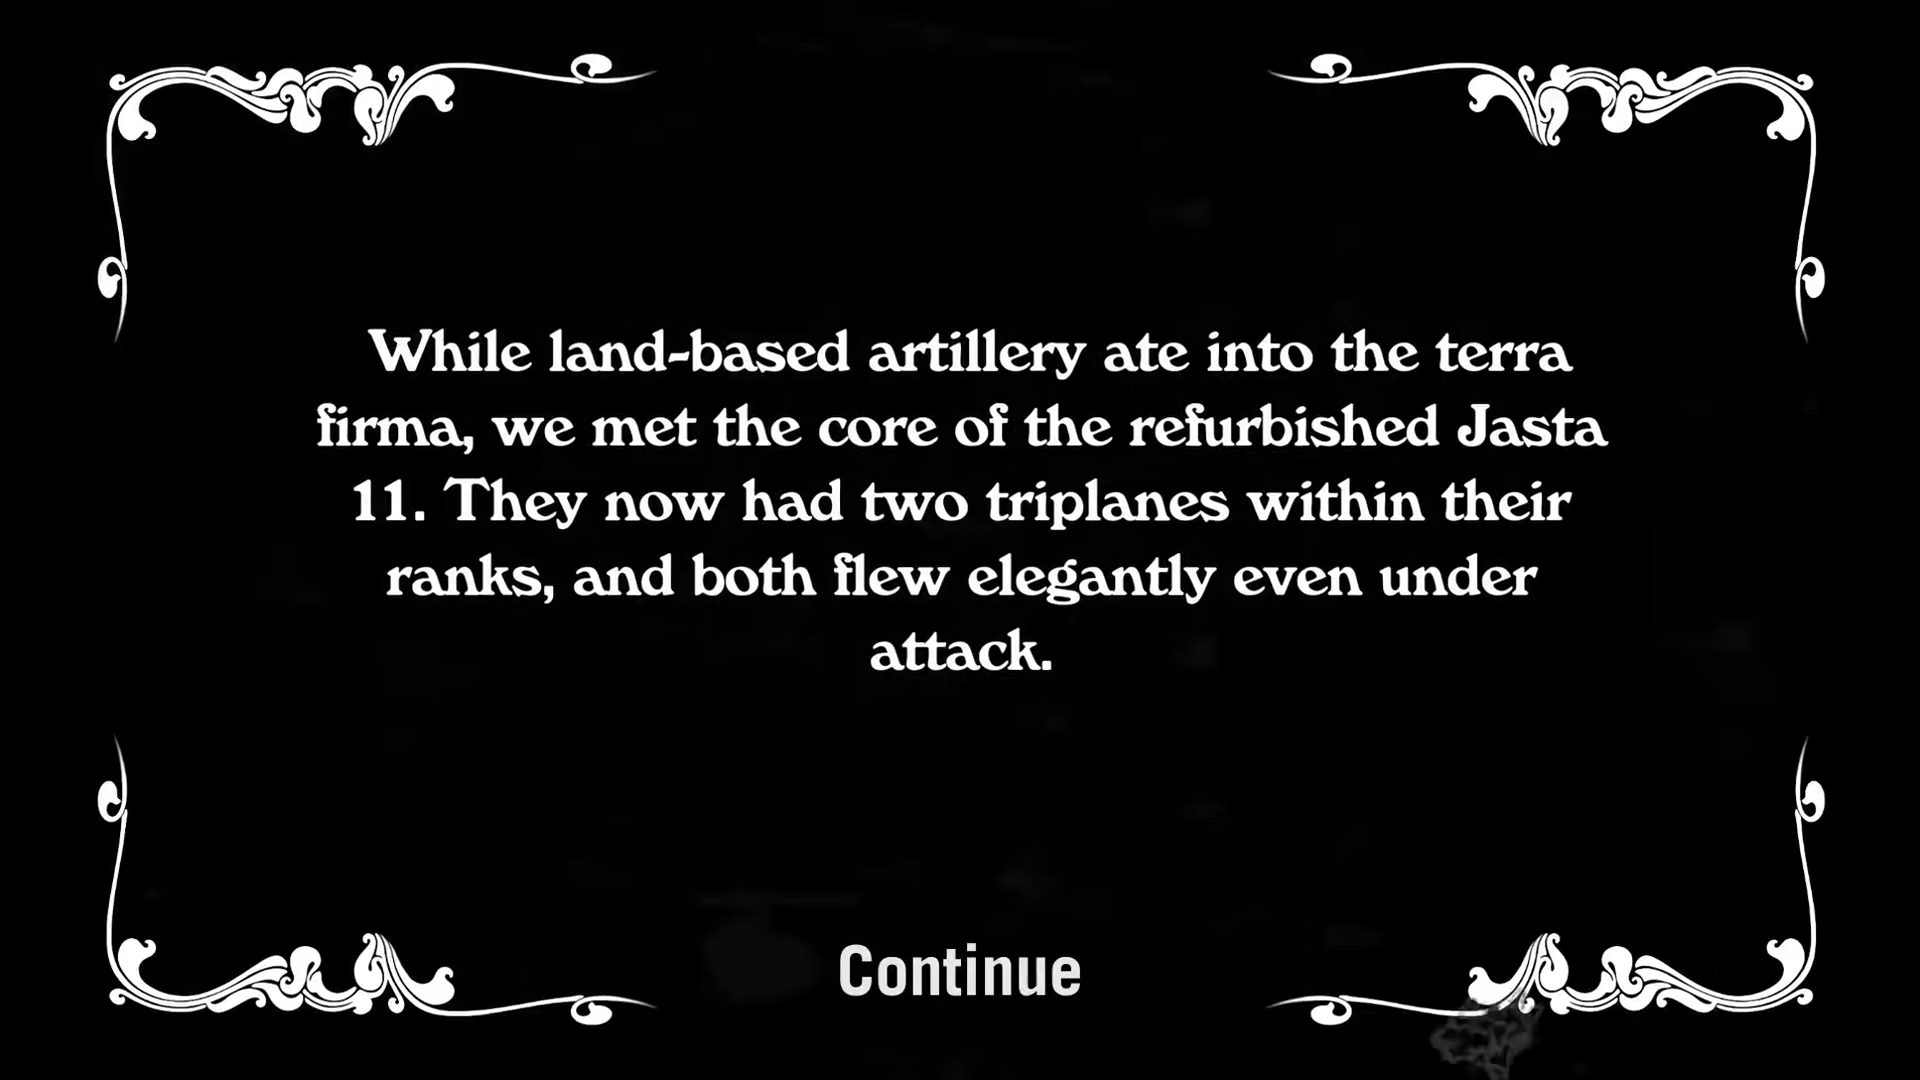 While land-based artillery ate into the terra
firma, we met the core of the refurbished Jasta
11. They now had two triplanes within their
ranks, and both flew elegantly even under
attack.
Continue